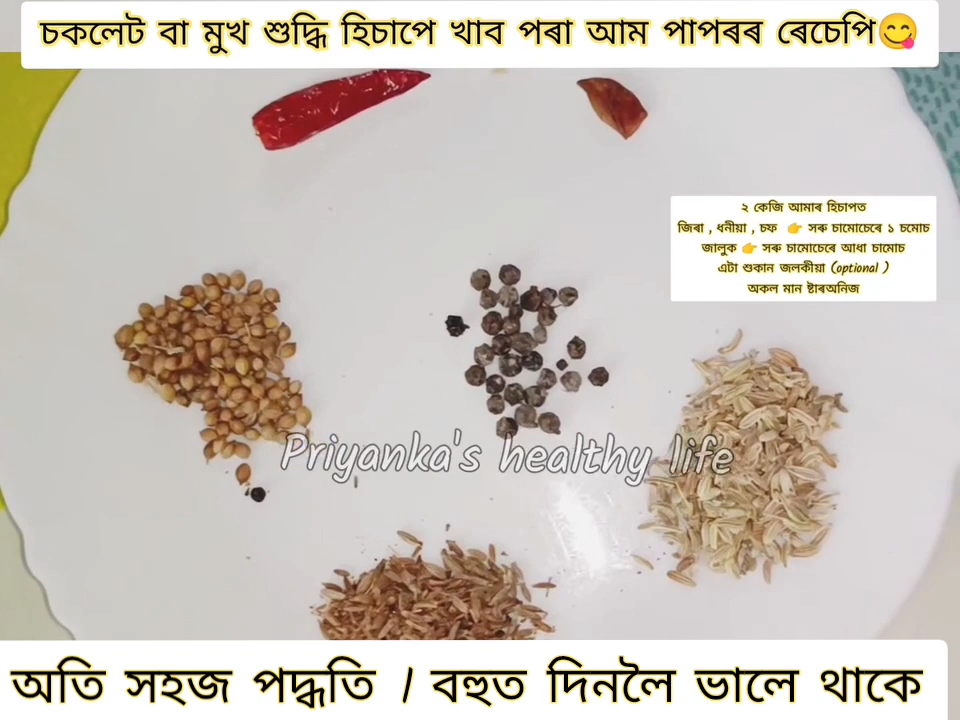 চকলেট বা মুখ শুদ্ধি হিচাপে খাব পৰা আম পাপৰৰ ৰেচেপি😋
২ কেজি আমাৰ হিচাপত
জিৰা , ধনীয়া , চফ 👉 সৰু চামোচেৰে ১ চমোচ
জালুক 👉 সৰু চামোচেৰে আধা চামোচ
এটা শুকান জলকীয়া (optional )
অকল মান ষ্টাৰঅনিজ
Priyanka's healthy life
অতি সহজ পদ্ধতি / বহুত দিনলৈ ভালে থাকে